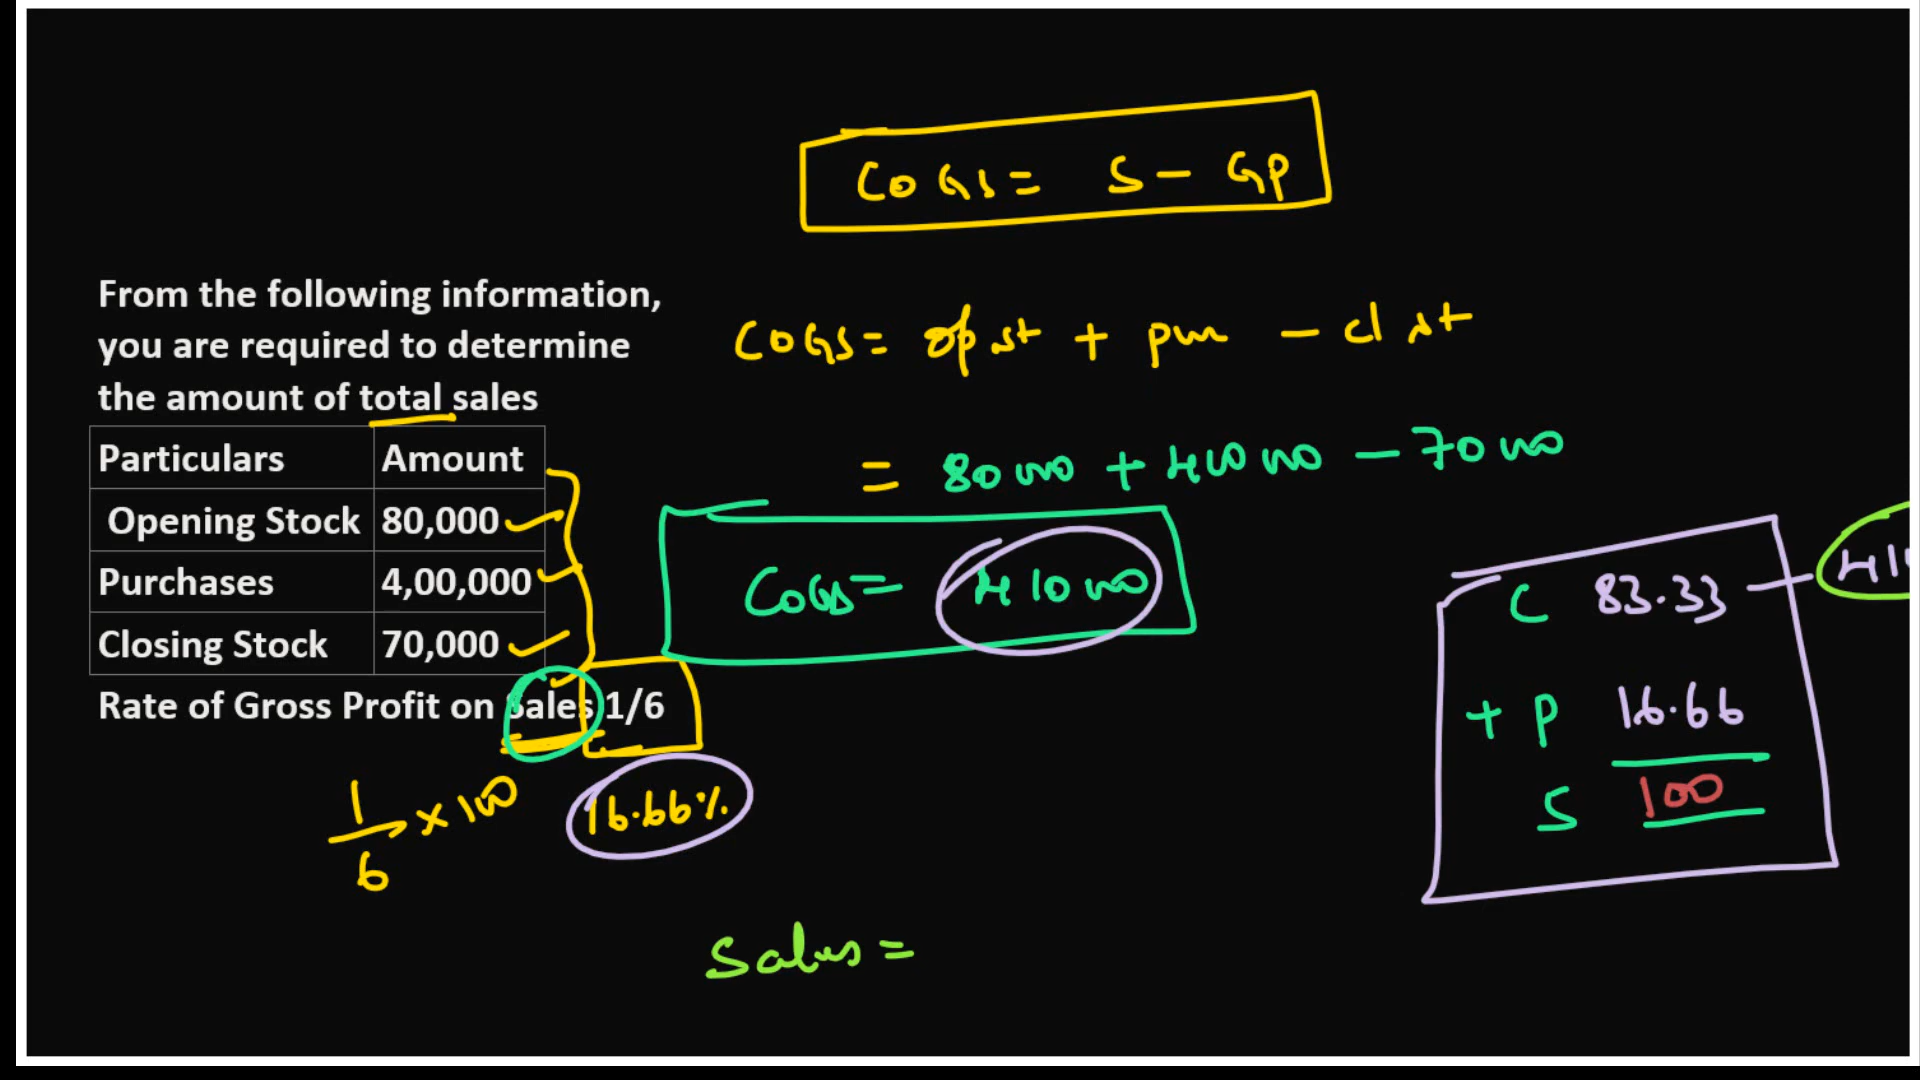 COGS = S - GP
From the following information,
you are required to determine
the amount of total sales
Particulars Amount
Opening Stock 80,000
Purchases 4,00,000
Closing Stock 70,000
Rate of Gross Profit on Sales 1/6
1/6 × 100
16.66%
COGS = op st + pur - cl st
= 80000 + 400000 - 70000
COGS = 410000
C 83.33 - 410
+ P 16.66
S 100
Sales =